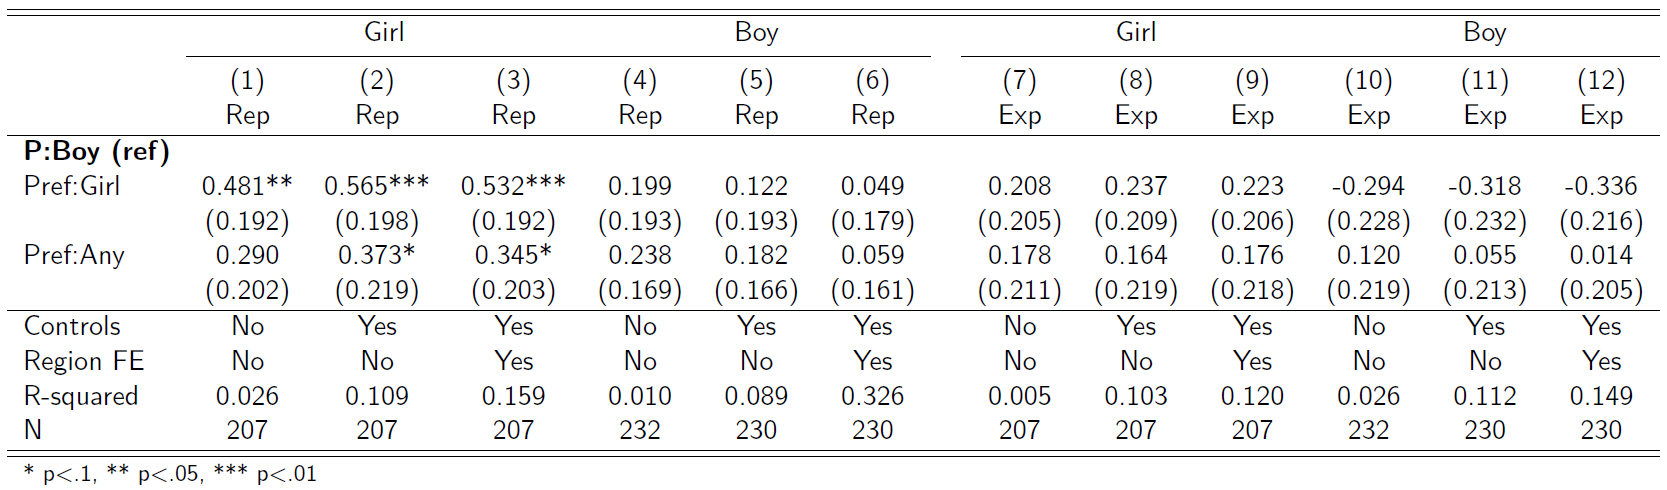 Girl Boy Girl Boy
(1) (2) (3) (4) (5) (6) (7) (8) (9) (10) (11) (12)
Rep Rep Rep Rep Rep Rep Exp Exp Exp Exp Exp Exp
P:Boy (ref)
Pref:Girl 0.481** 0.565*** 0.532*** 0.199 0.122 0.049 0.208 0.237 0.223 -0.294 -0.318 -0.336
(0.192) (0.198) (0.192) (0.193) (0.193) (0.179) (0.205) (0.209) (0.206) (0.228) (0.232) (0.216)
Pref:Any 0.290 0.373* 0.345* 0.238 0.182 0.059 0.178 0.164 0.176 0.120 0.055 0.014
(0.202) (0.219) (0.203) (0.169) (0.166) (0.161) (0.211) (0.219) (0.218) (0.219) (0.213) (0.205)
Controls No Yes Yes No Yes Yes No Yes Yes No Yes Yes
Region FE No No Yes No No Yes No No Yes No No Yes
R-squared 0.026 0.109 0.159 0.010 0.089 0.326 0.005 0.103 0.120 0.026 0.112 0.149
N 207 207 207 232 230 230 207 207 207 232 230 230
* p<.1, ** p<.05, *** p<.01